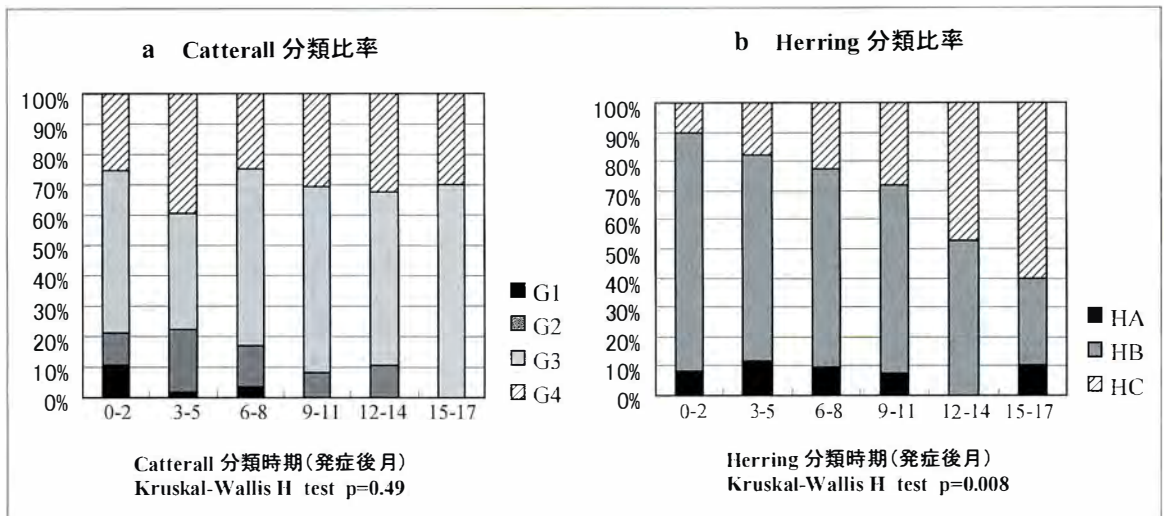 a Catterall 分類比率
100%
90%
80%
70%
60%
50%
40%
30%
20%
10%
0%
0-2 3-5 6-8 9-11 12-14 15-17
G1
G2
G3
G4
Catterall 分類時期(発症後月)
Kruskal-Wallis H test p=0.49
b Herring 分類比率
100%
90%
80%
70%
60%
50%
40%
30%
20%
10%
0%
0-2 3-5 6-8 9-11 12-14 15-17
HA
HB
HC
Herring 分類時期(発症後月)
Kruskal-Wallis H test p=0.008